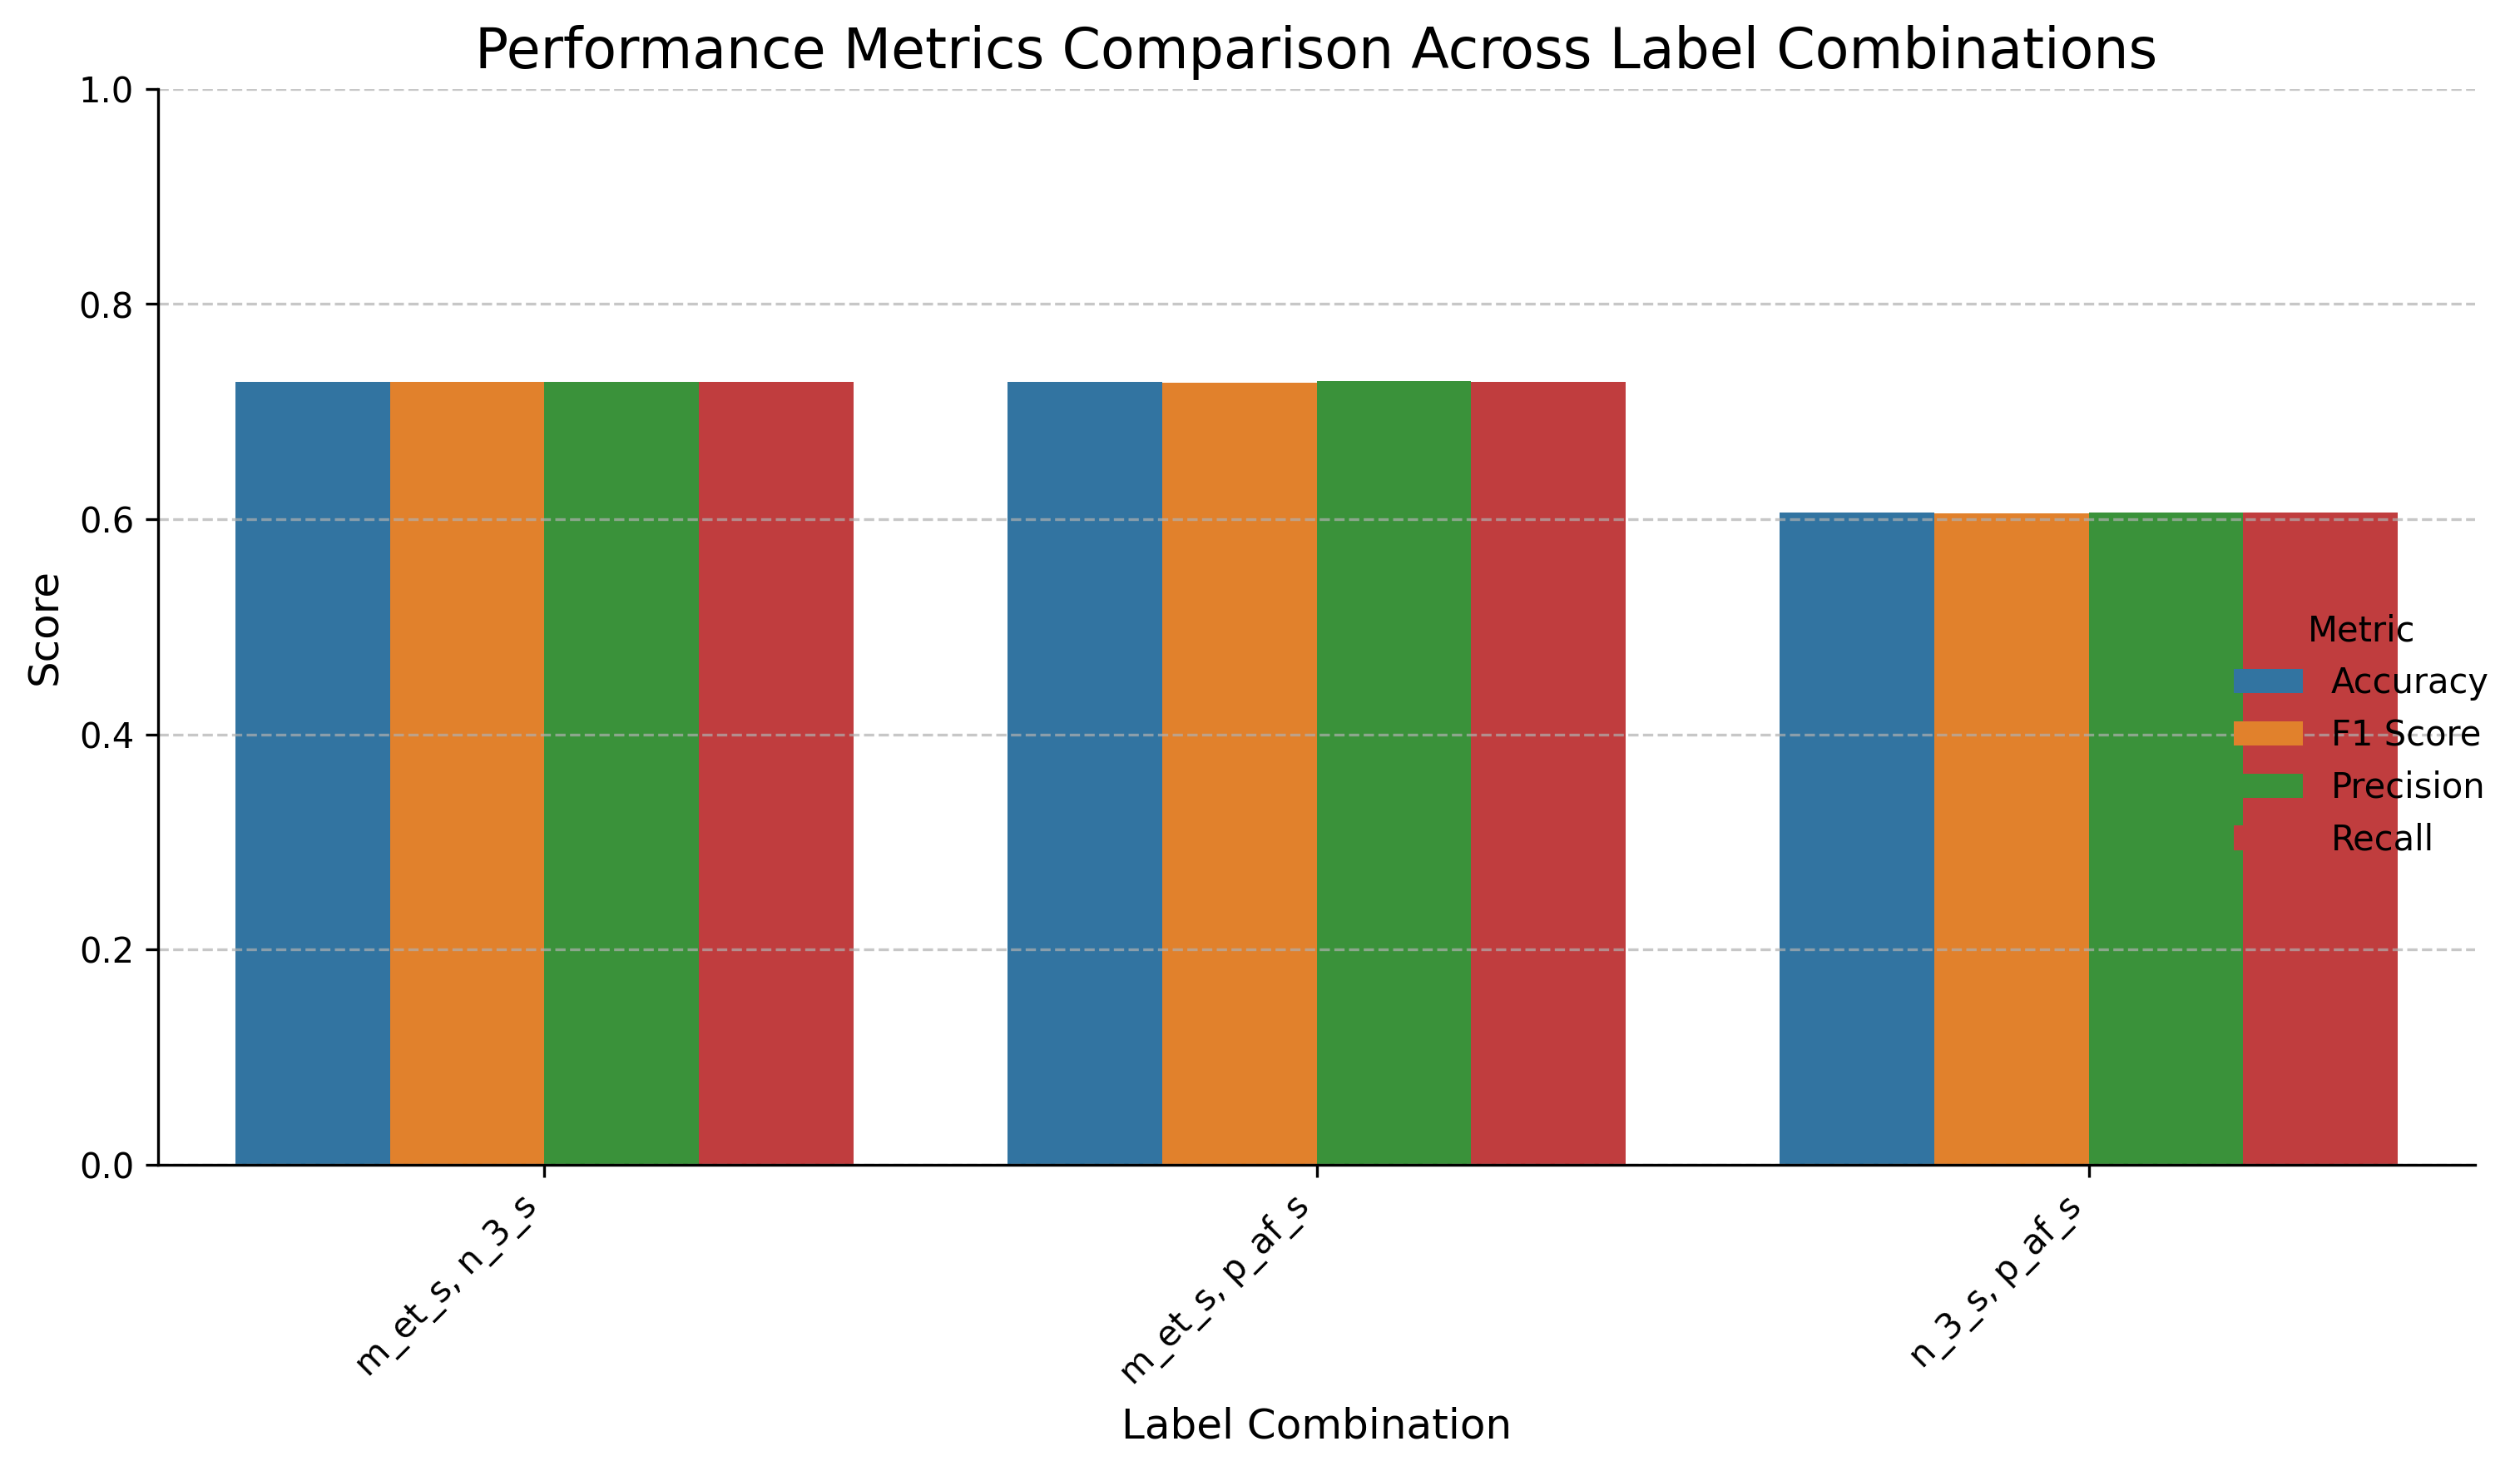 Performance Metrics Comparison Across Label Combinations
1.0
0.8
0.6
0.4
0.2
0.0
Score
Metric
Accuracy
F1 Score
Precision
Recall
m_et_s, n_3_s
m_et_s, p_af_s
n_3_s, p_af_s
Label Combination